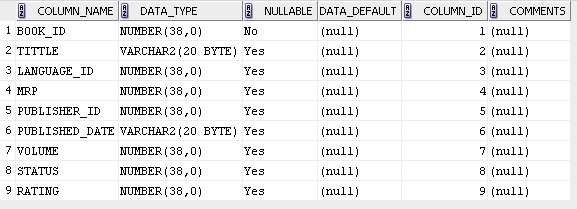 COLUMN_NAME DATA_TYPE NULLABLE DATA_DEFAULT COLUMN_ID COMMENTS
1 BOOK_ID NUMBER(38,0) No (null) 1 (null)
2 TITTLE VARCHAR2(20 BYTE) Yes (null) 2 (null)
3 LANGUAGE_ID NUMBER(38,0) Yes (null) 3 (null)
4 MRP NUMBER(38,0) Yes (null) 4 (null)
5 PUBLISHER_ID NUMBER(38,0) Yes (null) 5 (null)
6 PUBLISHED_DATE VARCHAR2(20 BYTE) Yes (null) 6 (null)
7 VOLUME NUMBER(38,0) Yes (null) 7 (null)
8 STATUS NUMBER(38,0) Yes (null) 8 (null)
9 RATING NUMBER(38,0) Yes (null) 9 (null)